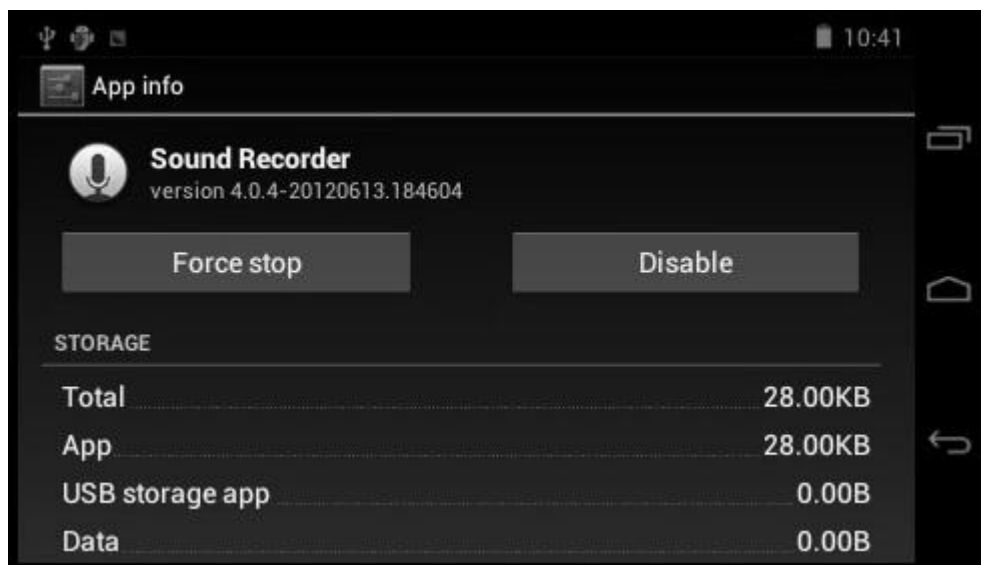 10:41
App info
Sound Recorder
version 4.0.4-20120613.184604
Force stop Disable
STORAGE
Total 28.00KB
App 28.00KB
USB storage app 0.00B
Data 0.00B